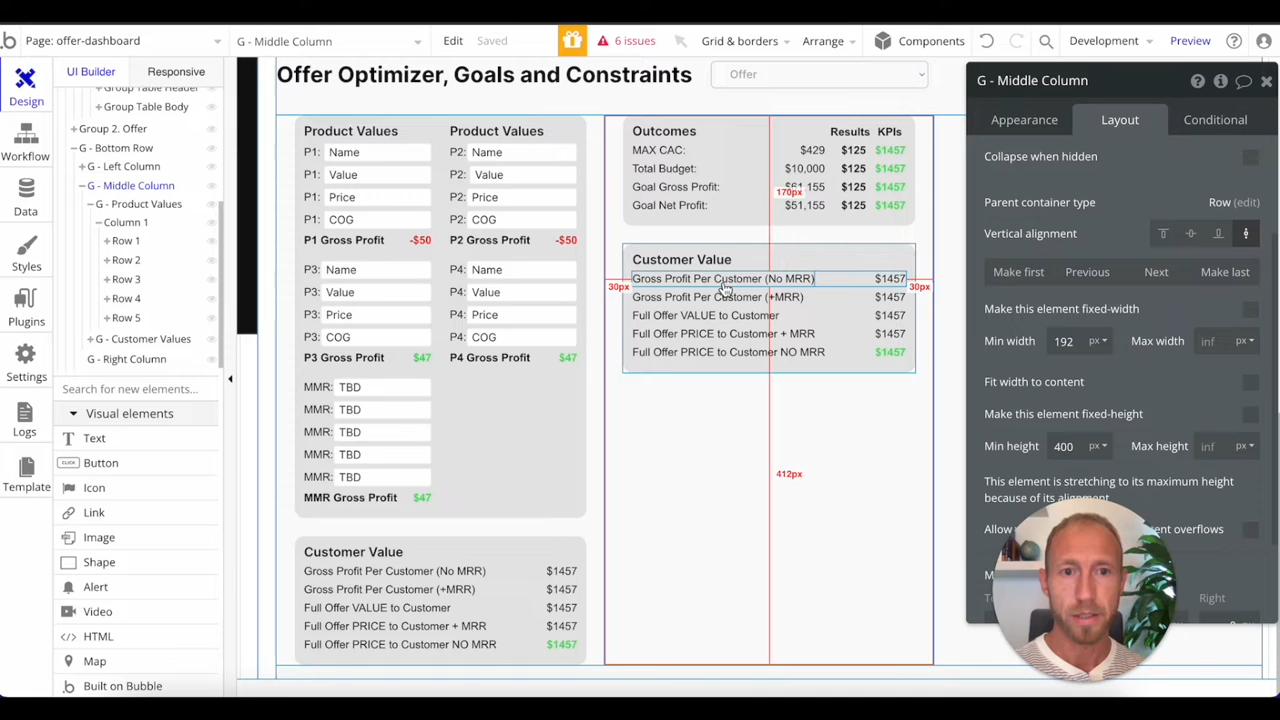 Page: offer-dashboard
G - Middle Column
Edit
Saved
6 issues
Grid & borders
Arrange
Components
Development
Preview
Design
Workflow
Data
Styles
Plugins
Settings
Logs
Template
UI Builder
Responsive
Group Table Header
Group Table Body
Group 2. Offer
G - Bottom Row
G - Left Column
G - Middle Column
G - Product Values
Column 1
Row 1
Row 2
Row 3
Row 4
Row 5
G - Customer Values
G - Right Column
Search for new elements...
Visual elements
Text
CLICK
Button
Icon
Link
Image
Shape
Alert
Video
HTML
Map
Built on Bubble
Offer Optimizer, Goals and Constraints
Offer
Product Values
P1: Name
P1: Value
P1: Price
P1: COG
P1 Gross Profit -$50
Product Values
P2: Name
P2: Value
P2: Price
P2: COG
P2 Gross Profit -$50
P3: Name
P3: Value
P3: Price
P3: COG
P3 Gross Profit $47
P4: Name
P4: Value
P4: Price
P4: COG
P4 Gross Profit $47
MMR: TBD
MMR: TBD
MMR: TBD
MMR: TBD
MMR: TBD
MMR Gross Profit $47
Customer Value
Gross Profit Per Customer (No MRR) $1457
Gross Profit Per Customer (+MRR) $1457
Full Offer VALUE to Customer $1457
Full Offer PRICE to Customer + MRR $1457
Full Offer PRICE to Customer NO MRR $1457
Outcomes Results KPIs
MAX CAC: $429 $125 $1457
Total Budget: $10,000 $125 $1457
Goal Gross Profit: $61,155 $125 $1457
170px
Goal Net Profit: $51,155 $125 $1457
Customer Value
Gross Profit Per Customer (No MRR) $1457
30px
30px
Gross Profit Per Customer (+MRR) $1457
Full Offer VALUE to Customer $1457
Full Offer PRICE to Customer + MRR $1457
Full Offer PRICE to Customer NO MRR $1457
412px
G - Middle Column
Appearance
Layout
Conditional
Collapse when hidden
Parent container type Row (edit)
Vertical alignment
Make first
Previous
Next
Make last
Make this element fixed-width
Min width 192 px
Max width inf px
Fit width to content
Make this element fixed-height
Min height 400 px
Max height inf px
This element is stretching to its maximum height
because of its alignment
Right